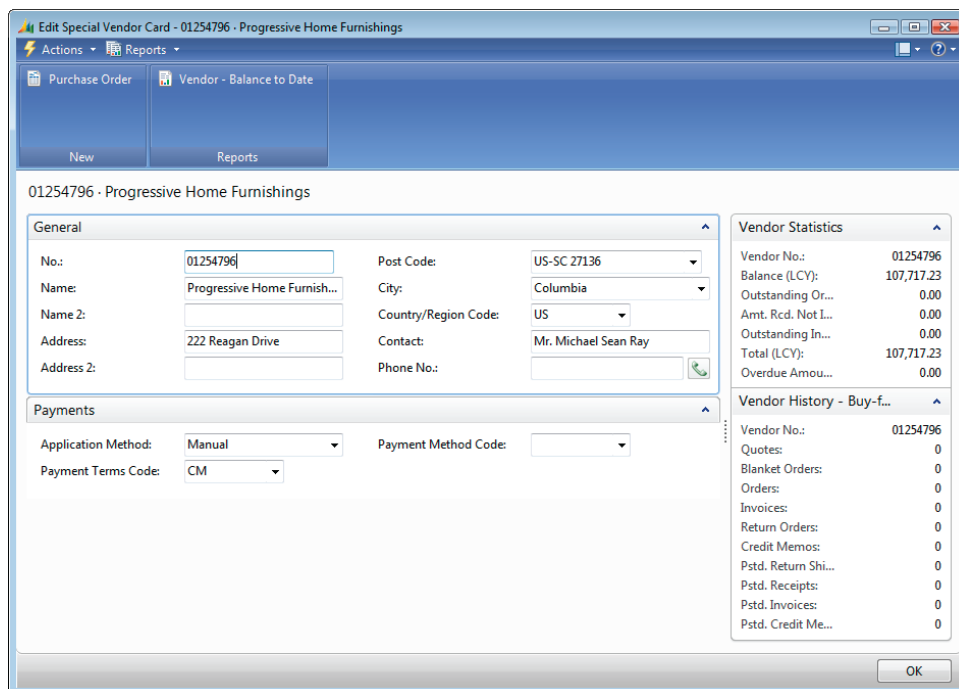 Edit Special Vendor Card - 01254796 · Progressive Home Furnishings
Actions Reports
Purchase Order Vendor - Balance to Date
New Reports
01254796 · Progressive Home Furnishings
General
No.: 01254796 Post Code: US-SC 27136
Name: Progressive Home Furnish... City: Columbia
Name 2: Country/Region Code: US
Address: 222 Reagan Drive Contact: Mr. Michael Sean Ray
Address 2: Phone No.:
Payments
Application Method: Manual Payment Method Code:
Payment Terms Code: CM
Vendor Statistics
Vendor No.: 01254796
Balance (LCY): 107,717.23
Outstanding Or... 0.00
Amt. Rcd. Not I... 0.00
Outstanding In... 0.00
Total (LCY): 107,717.23
Overdue Amou... 0.00
Vendor History - Buy-f...
Vendor No.: 01254796
Quotes: 0
Blanket Orders: 0
Orders: 0
Invoices: 0
Return Orders: 0
Credit Memos: 0
Pstd. Return Shi... 0
Pstd. Receipts: 0
Pstd. Invoices: 0
Pstd. Credit Me... 0
OK